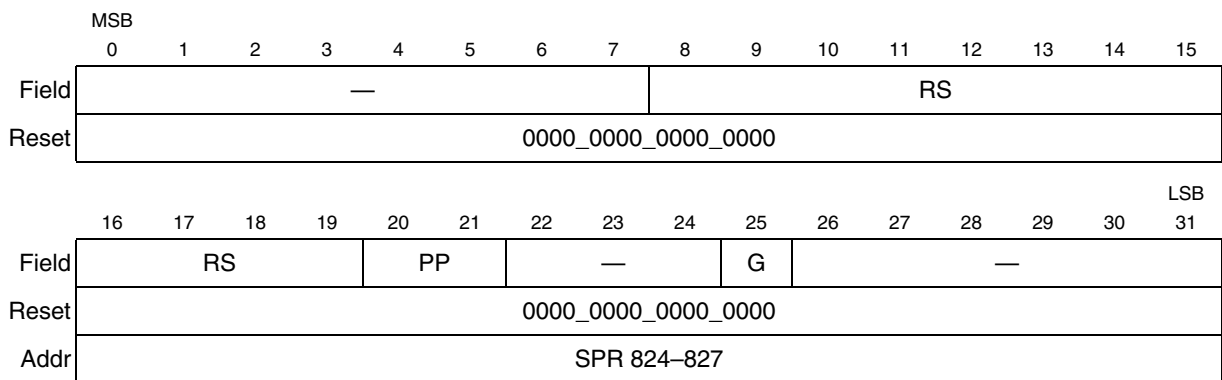 MSB
0 1 2 3 4 5 6 7 8 9 10 11 12 13 14 15
Field — RS
Reset 0000_0000_0000_0000
LSB
16 17 18 19 20 21 22 23 24 25 26 27 28 29 30 31
Field RS PP — G —
Reset 0000_0000_0000_0000
Addr SPR 824–827